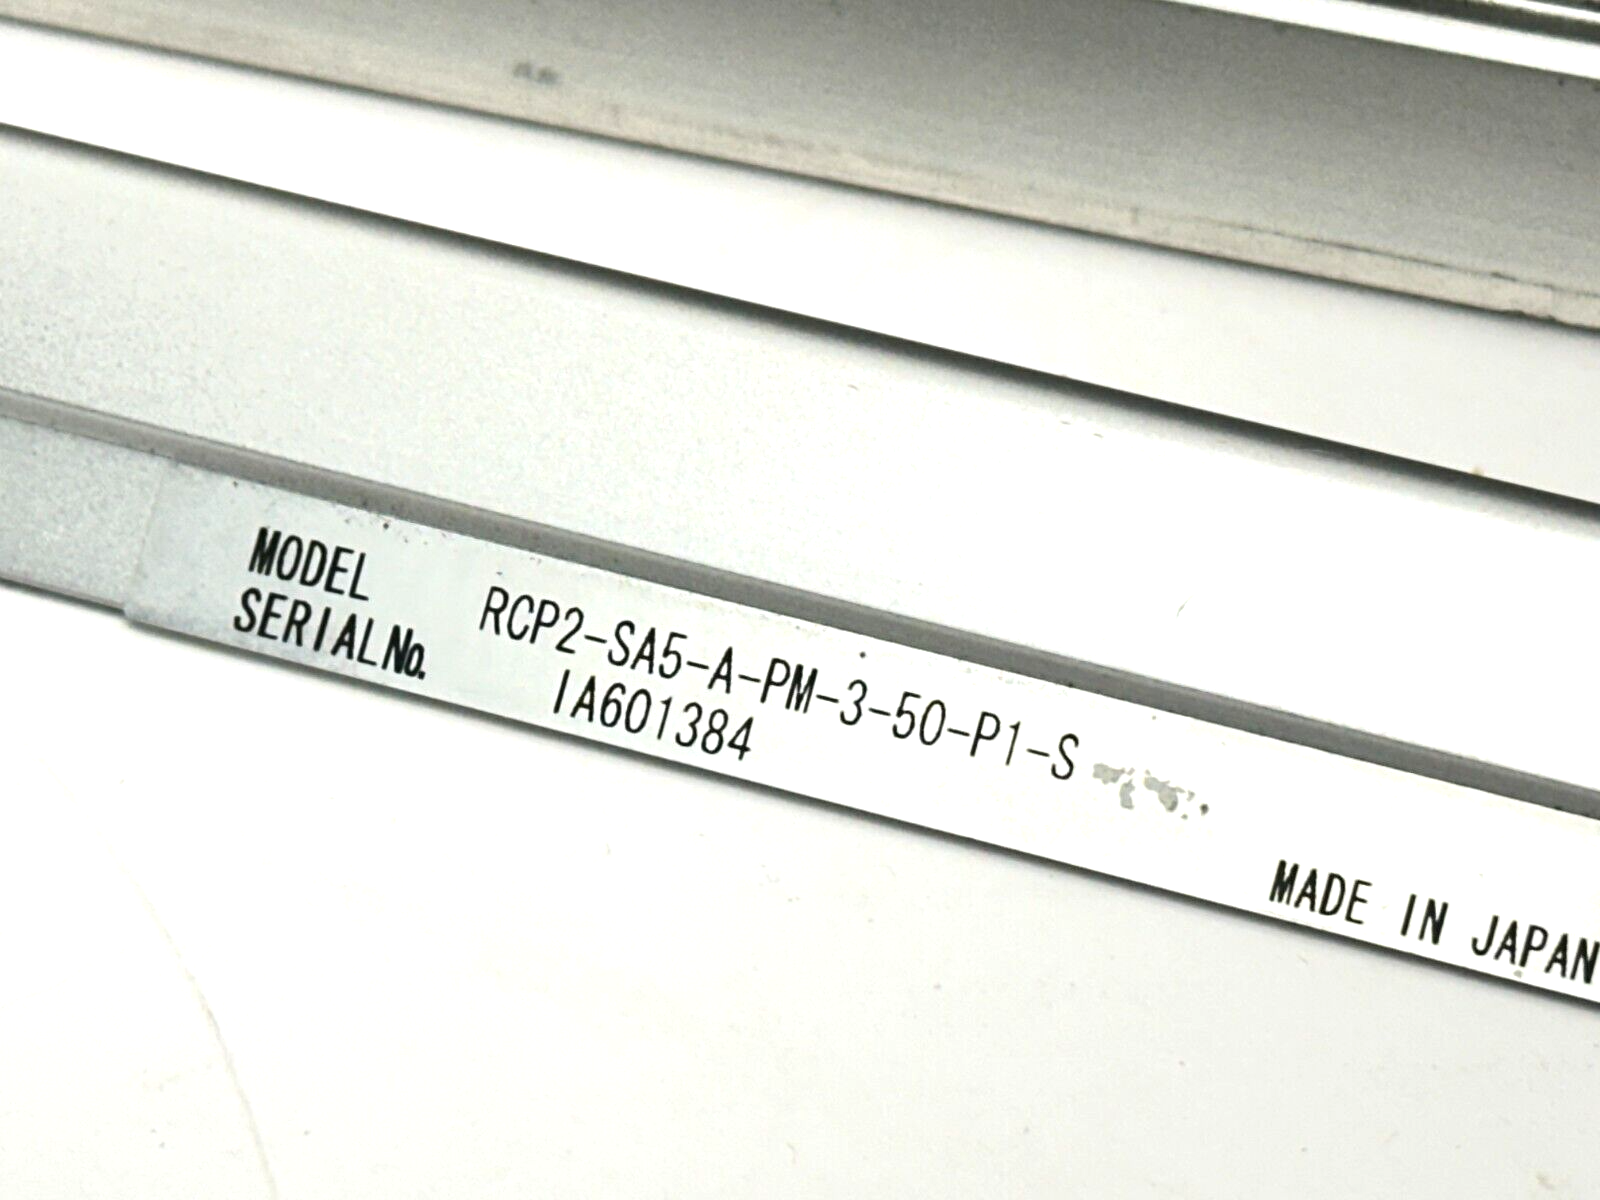 MODEL RCP2-SA5-A-PM-3-50-P1-S
SERIAL No. IA601384
MADE IN JAPAN